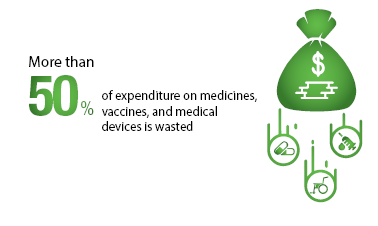 More than
50%
of expenditure on medicines,
vaccines, and medical
devices is wasted
$